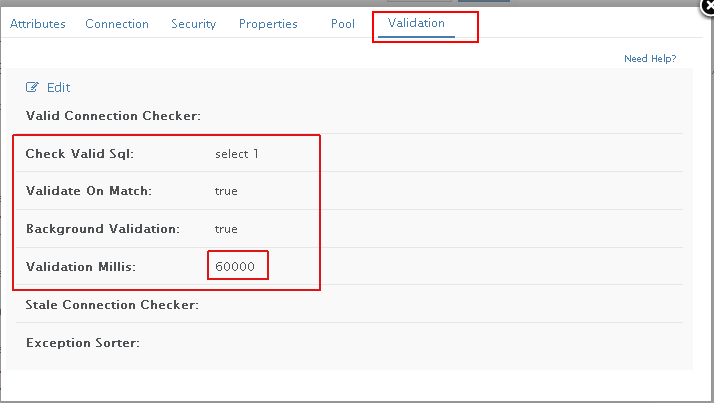 Attributes Connection Security Properties Pool Validation
Need Help?
Edit
Valid Connection Checker:
Check Valid Sql: select 1
Validate On Match: true
Background Validation: true
Validation Millis: 60000
Stale Connection Checker:
Exception Sorter: